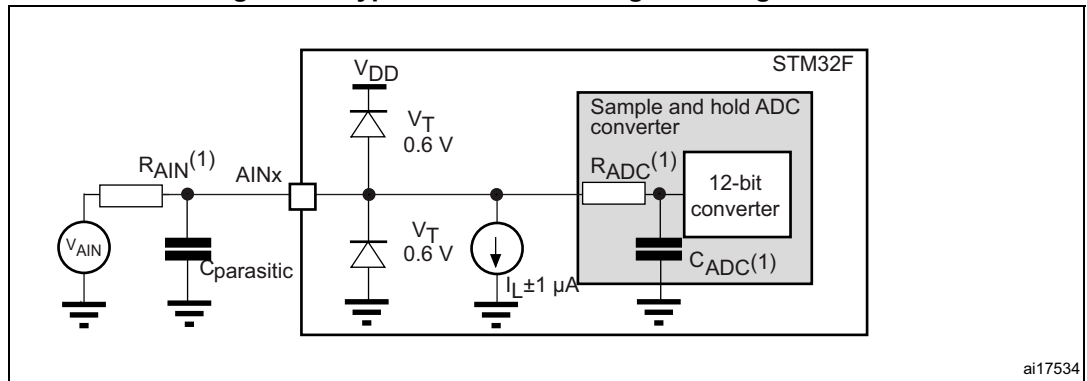 STM32F
VDD
Sample and hold ADC
converter
VT
0.6 V
RAIN(1)
AINx
RADC(1)
12-bit
converter
VAIN
Cparasitic
VT
0.6 V
IL±1 µA
CADC(1)
ai17534